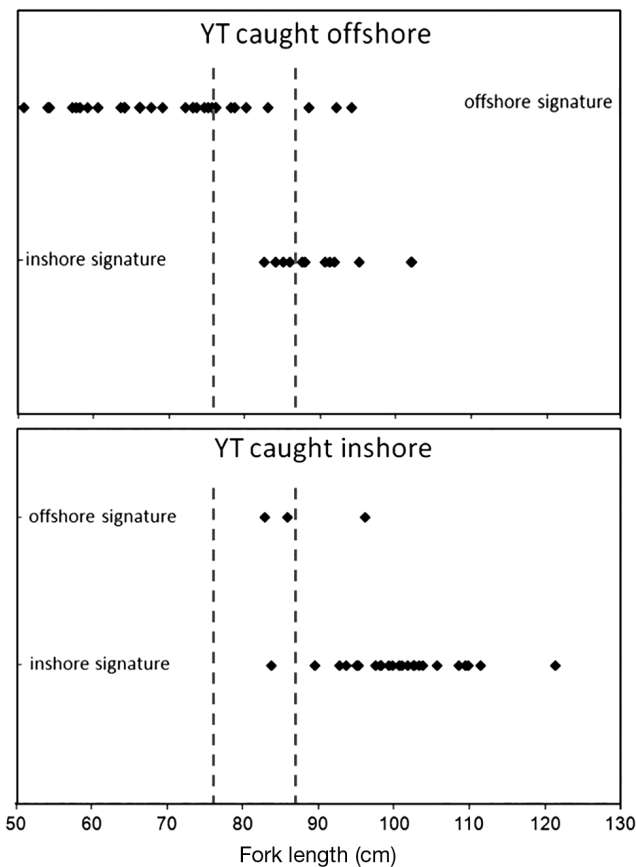 YT caught offshore
offshore signature
inshore signature
YT caught inshore
offshore signature
inshore signature
50 60 70 80 90 100 110 120 130
Fork length (cm)